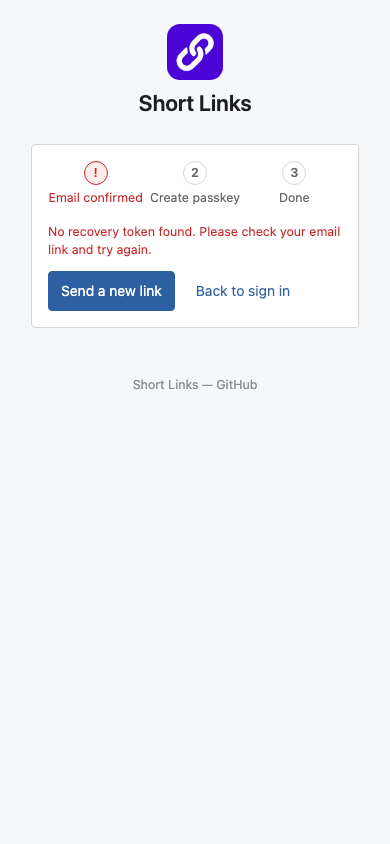 Short Links
!
2
3
Email confirmed
Create passkey
Done
No recovery token found. Please check your email
link and try again.
Send a new link
Back to sign in
Short Links — GitHub